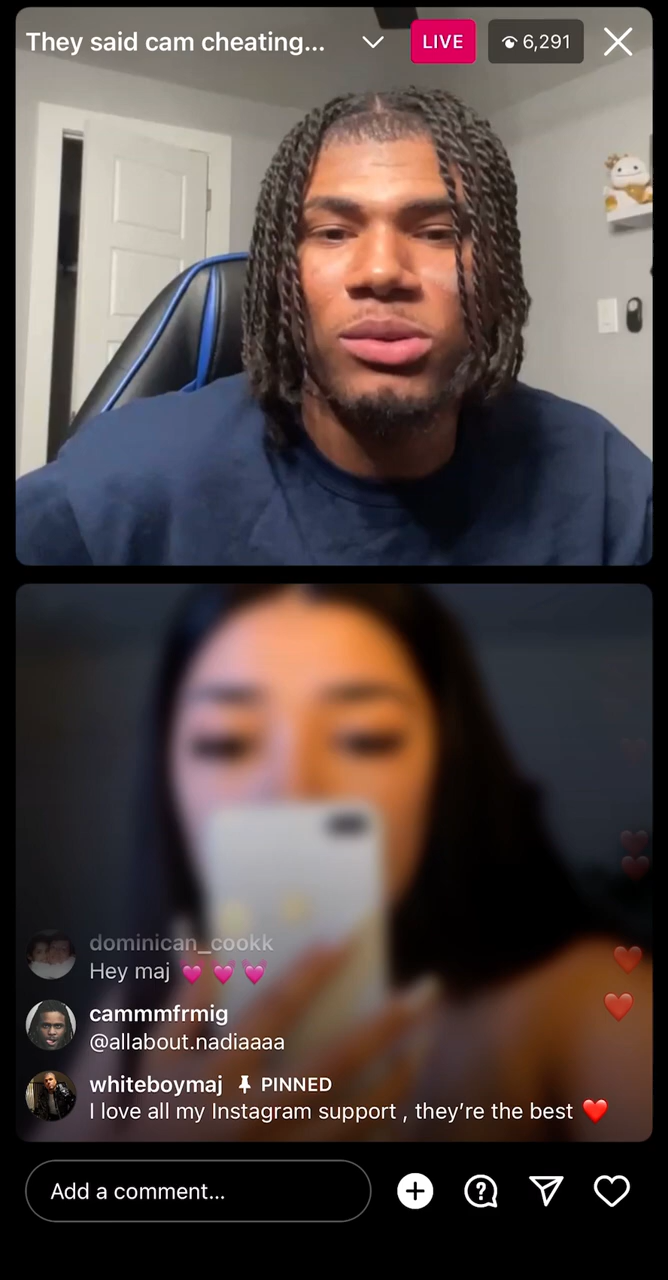 They said cam cheating...
LIVE
6,291
dominican_cookk
Hey maj 💓 💓 💓
cammmfrmig
@allabout.nadiaaaa
whiteboymaj PINNED
I love all my Instagram support , they’re the best ❤️
Add a comment...